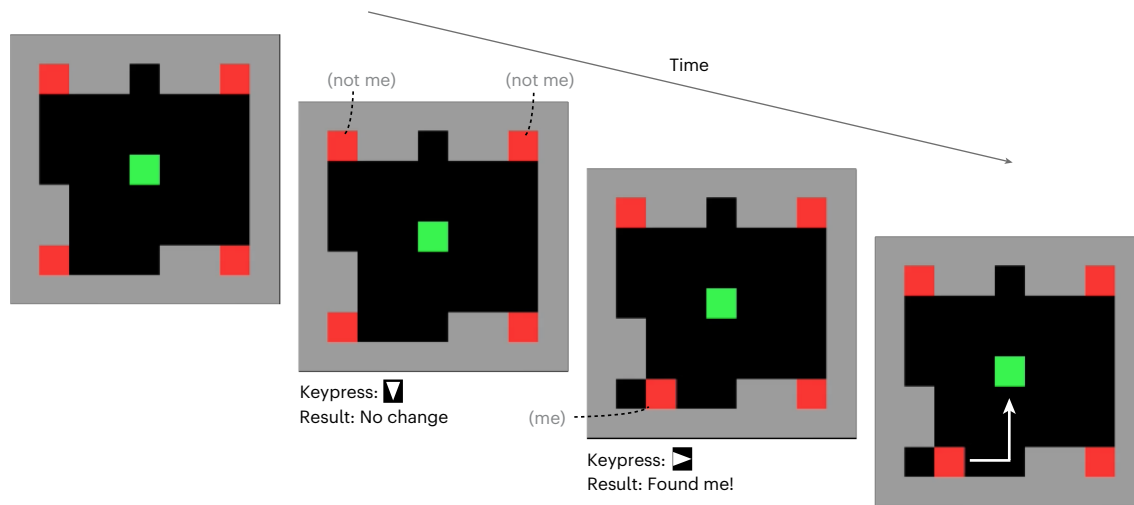 Time
(not me)
(not me)
Keypress:
Result: No change
(me)
Keypress:
Result: Found me!